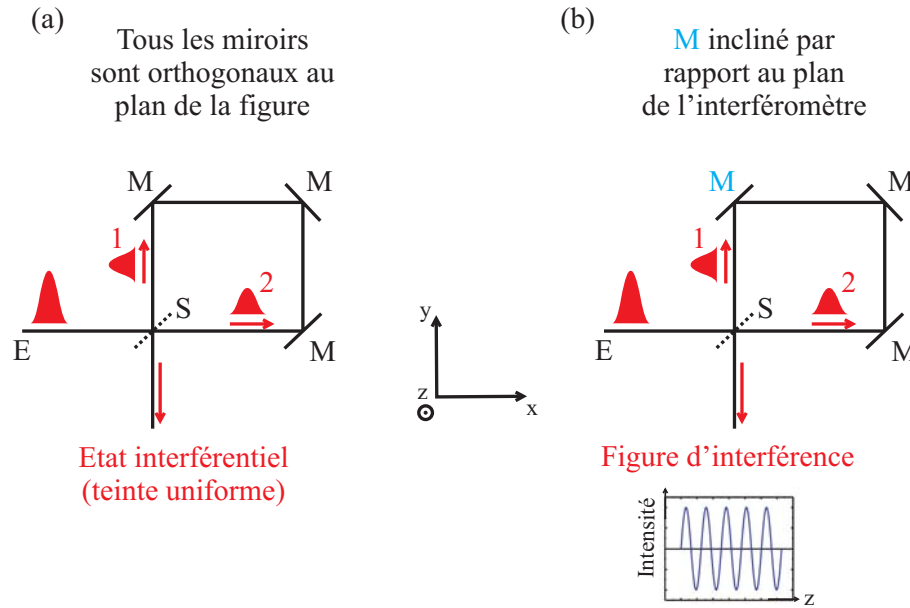 (a)
Tous les miroirs
sont orthogonaux au
plan de la figure
M
M
1
2
S
E
M
Etat interférentiel
(teinte uniforme)
y
z
x
(b)
M incliné par
rapport au plan
de l'interféromètre
M
M
1
2
S
E
M
Figure d'interférence
Intensité
z